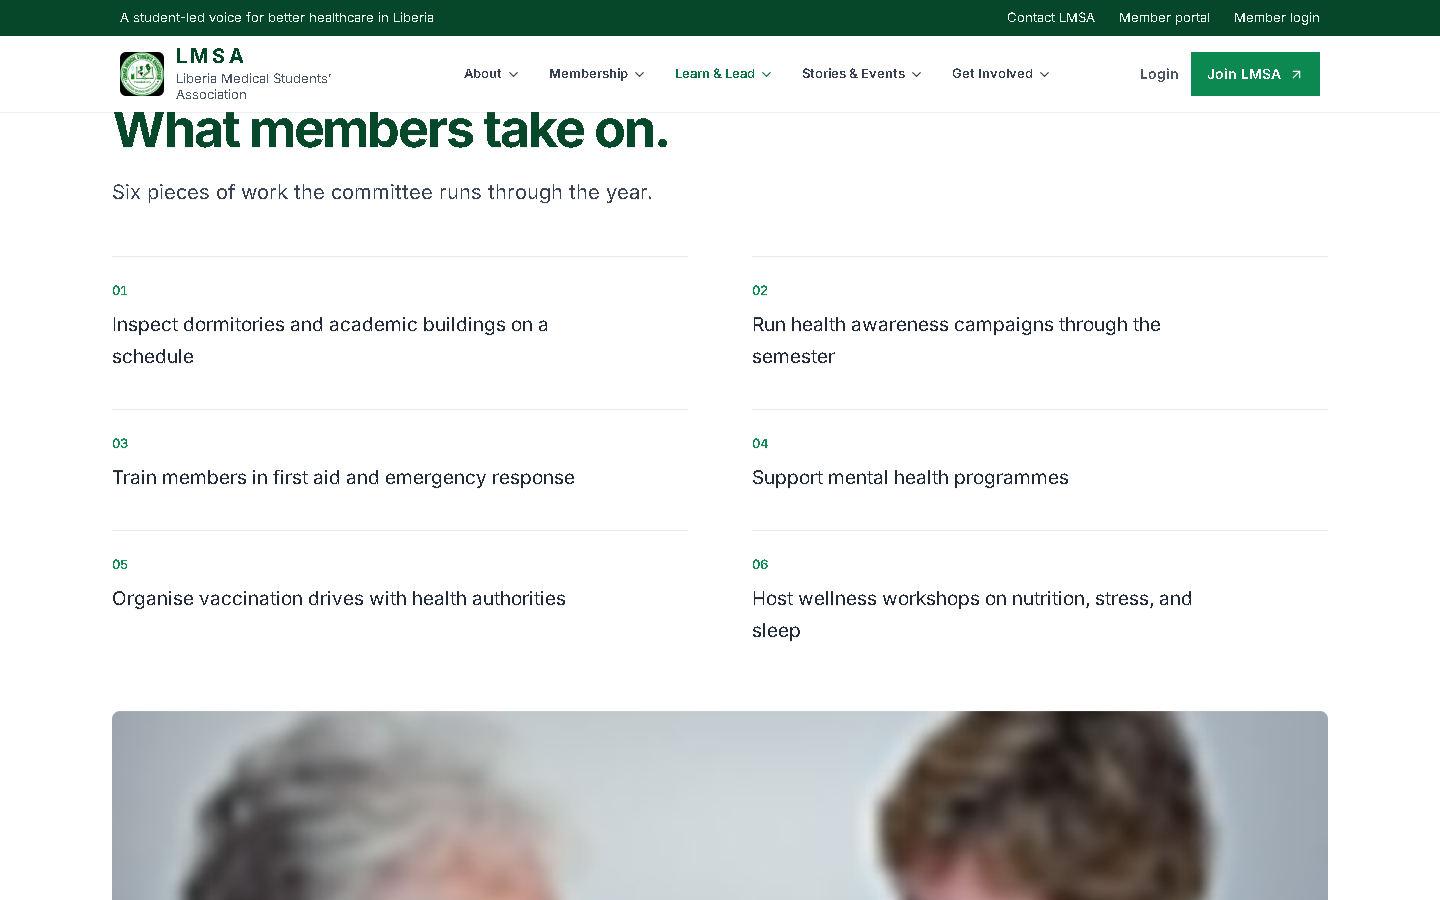 A student-led voice for better healthcare in Liberia
Contact LMSA
Member portal
Member login
LMSA
Liberia Medical Students’
Association
About
Membership
Learn & Lead
Stories & Events
Get Involved
Login
Join LMSA
What members take on.
Six pieces of work the committee runs through the year.
01
Inspect dormitories and academic buildings on a
schedule
02
Run health awareness campaigns through the
semester
03
Train members in first aid and emergency response
04
Support mental health programmes
05
Organise vaccination drives with health authorities
06
Host wellness workshops on nutrition, stress, and
sleep